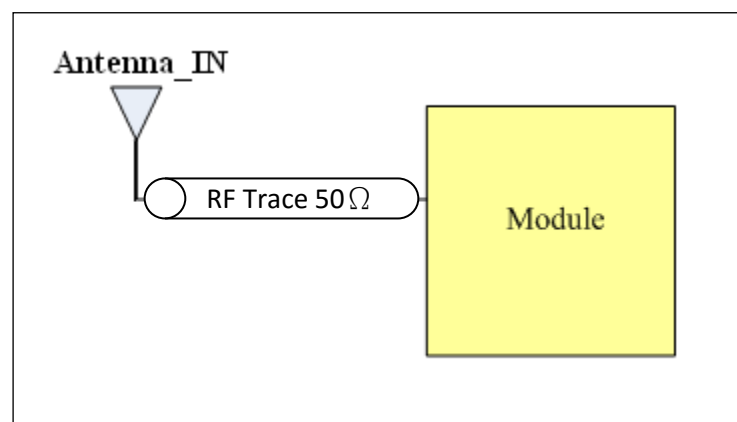 Antenna_IN
RF Trace 50Ω
Module